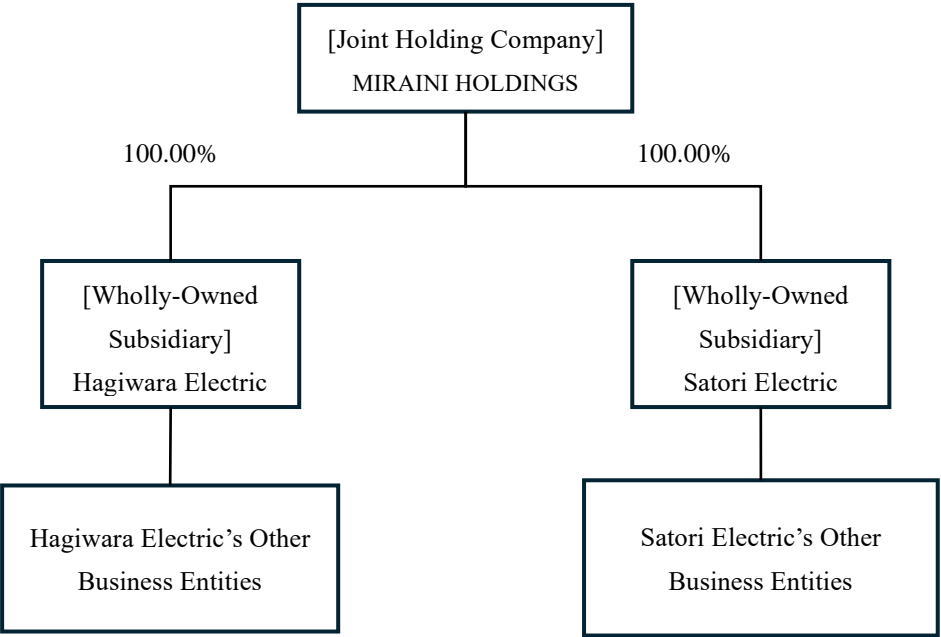 [Joint Holding Company]
MIRAINI HOLDINGS
100.00%
100.00%
[Wholly-Owned
Subsidiary]
Hagiwara Electric
[Wholly-Owned
Subsidiary]
Satori Electric
Hagiwara Electric’s Other
Business Entities
Satori Electric’s Other
Business Entities